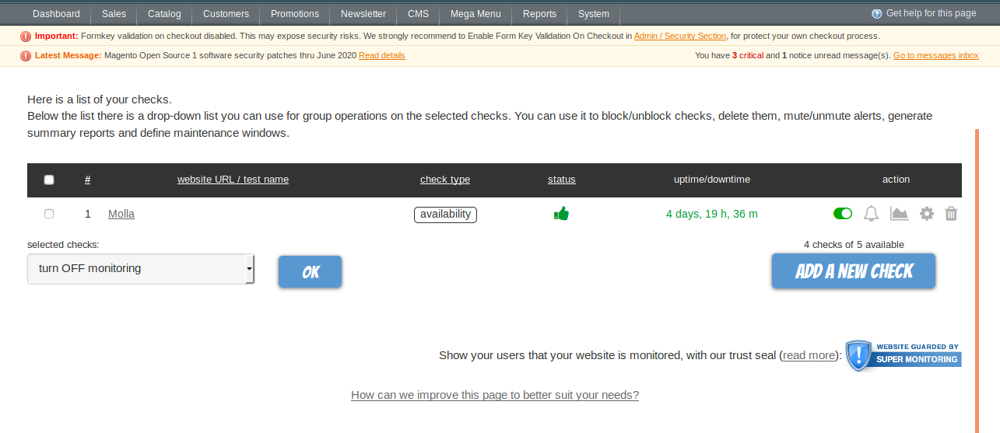 Dashboard Sales Catalog Customers Promotions Newsletter CMS Mega Menu Reports System Get help for this page
Important: Formkey validation on checkout disabled. This may expose security risks. We strongly recommend to Enable Form Key Validation On Checkout in Admin / Security Section, for protect your own checkout process.
Latest Message: Magento Open Source 1 software security patches thru June 2020 Read details You have 3 critical and 1 notice unread message(s). Go to messages inbox
Here is a list of your checks.
Below the list there is a drop-down list you can use for group operations on the selected checks. You can use it to block/unblock checks, delete them, mute/unmute alerts, generate
summary reports and define maintenance windows.
# website URL / test name check type status uptime/downtime action
1 Molla availability 4 days, 19 h, 36 m
selected checks: 4 checks of 5 available
turn OFF monitoring OK ADD A NEW CHECK
Show your users that your website is monitored, with our trust seal (read more): WEBSITE GUARDED BY
SUPER MONITORING
How can we improve this page to better suit your needs?